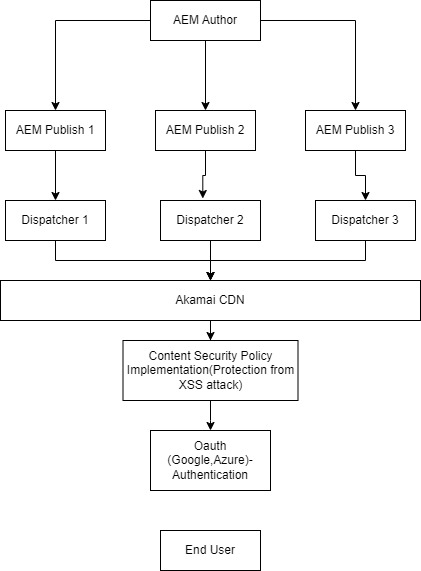 AEM Author
AEM Publish 1
AEM Publish 2
AEM Publish 3
Dispatcher 1
Dispatcher 2
Dispatcher 3
Akamai CDN
Content Security Policy
Implementation(Protection from
XSS attack)
Oauth
(Google,Azure)-
Authentication
End User